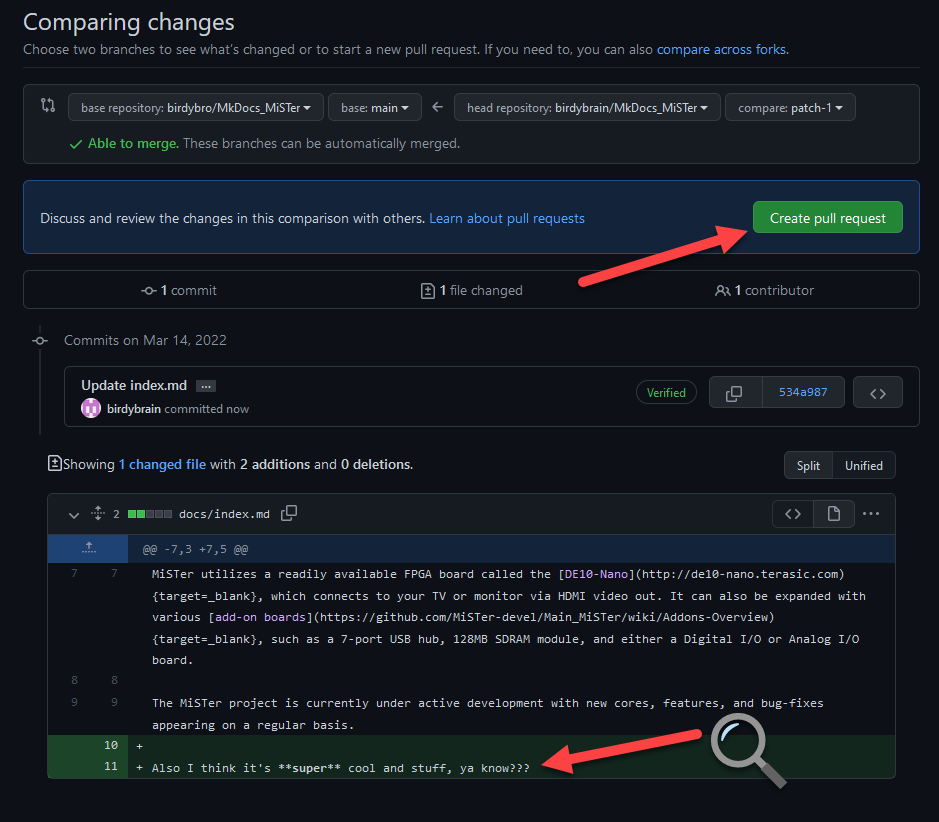 Comparing changes
Choose two branches to see what's changed or to start a new pull request. If you need to, you can also compare across forks.
base repository: birdybro/MkDocs_MiSTer base: main ← head repository: birdybrain/MkDocs_MiSTer compare: patch-1
Able to merge. These branches can be automatically merged.
Discuss and review the changes in this comparison with others. Learn about pull requests Create pull request
1 commit 1 file changed 1 contributor
Commits on Mar 14, 2022
Update index.md ...
birdybrain committed now Verified 534a987 <>
Showing 1 changed file with 2 additions and 0 deletions. Split Unified
2 docs/index.md <> ...
@@ -7,3 +7,5 @@
7 7 MiSTer utilizes a readily available FPGA board called the [DE10-Nano](http://de10-nano.terasic.com)
{target=_blank}, which connects to your TV or monitor via HDMI video out. It can also be expanded with
various [add-on boards](https://github.com/MiSTer-devel/Main_MiSTer/wiki/Addons-Overview)
{target=_blank}, such as a 7-port USB hub, 128MB SDRAM module, and either a Digital I/O or Analog I/O
board.
8 8
9 9 The MiSTer project is currently under active development with new cores, features, and bug-fixes
appearing on a regular basis.
10 +
11 + Also I think it's **super** cool and stuff, ya know???